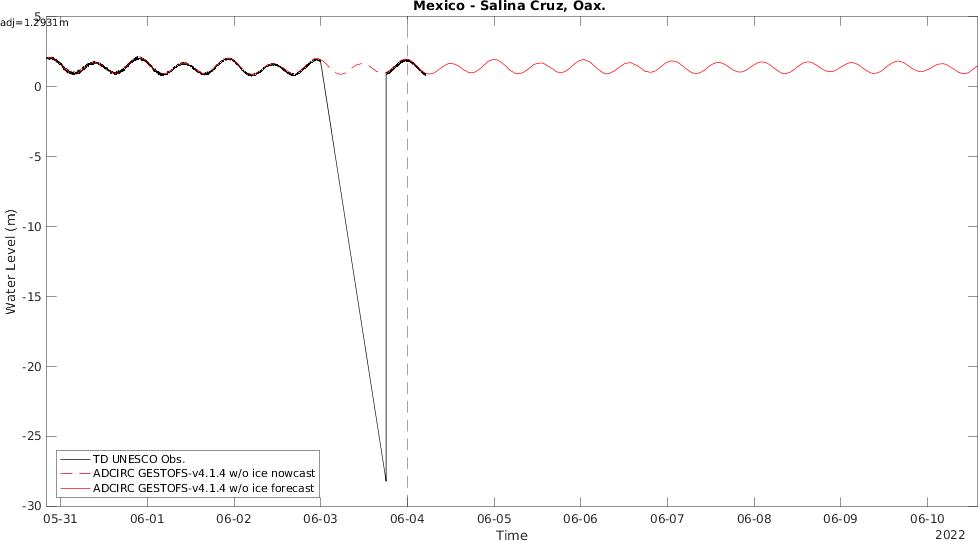 Mexico - Salina Cruz, Oax.
adj=1.2931m
5
0
-5
-10
-15
-20
-25
-30
Water Level (m)
TD UNESCO Obs.
ADCIRC GESTOFS-v4.1.4 w/o ice nowcast
ADCIRC GESTOFS-v4.1.4 w/o ice forecast
05-31 06-01 06-02 06-03 06-04 06-05 06-06 06-07 06-08 06-09 06-10
Time
2022